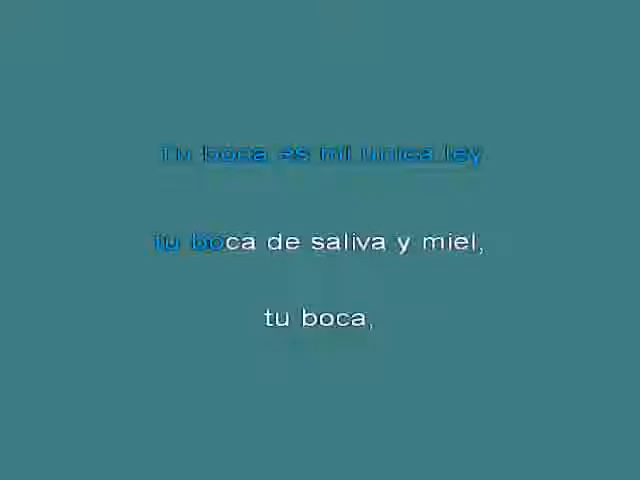 Tu boca es mi unica ley
tu boca de saliva y miel,
tu boca,